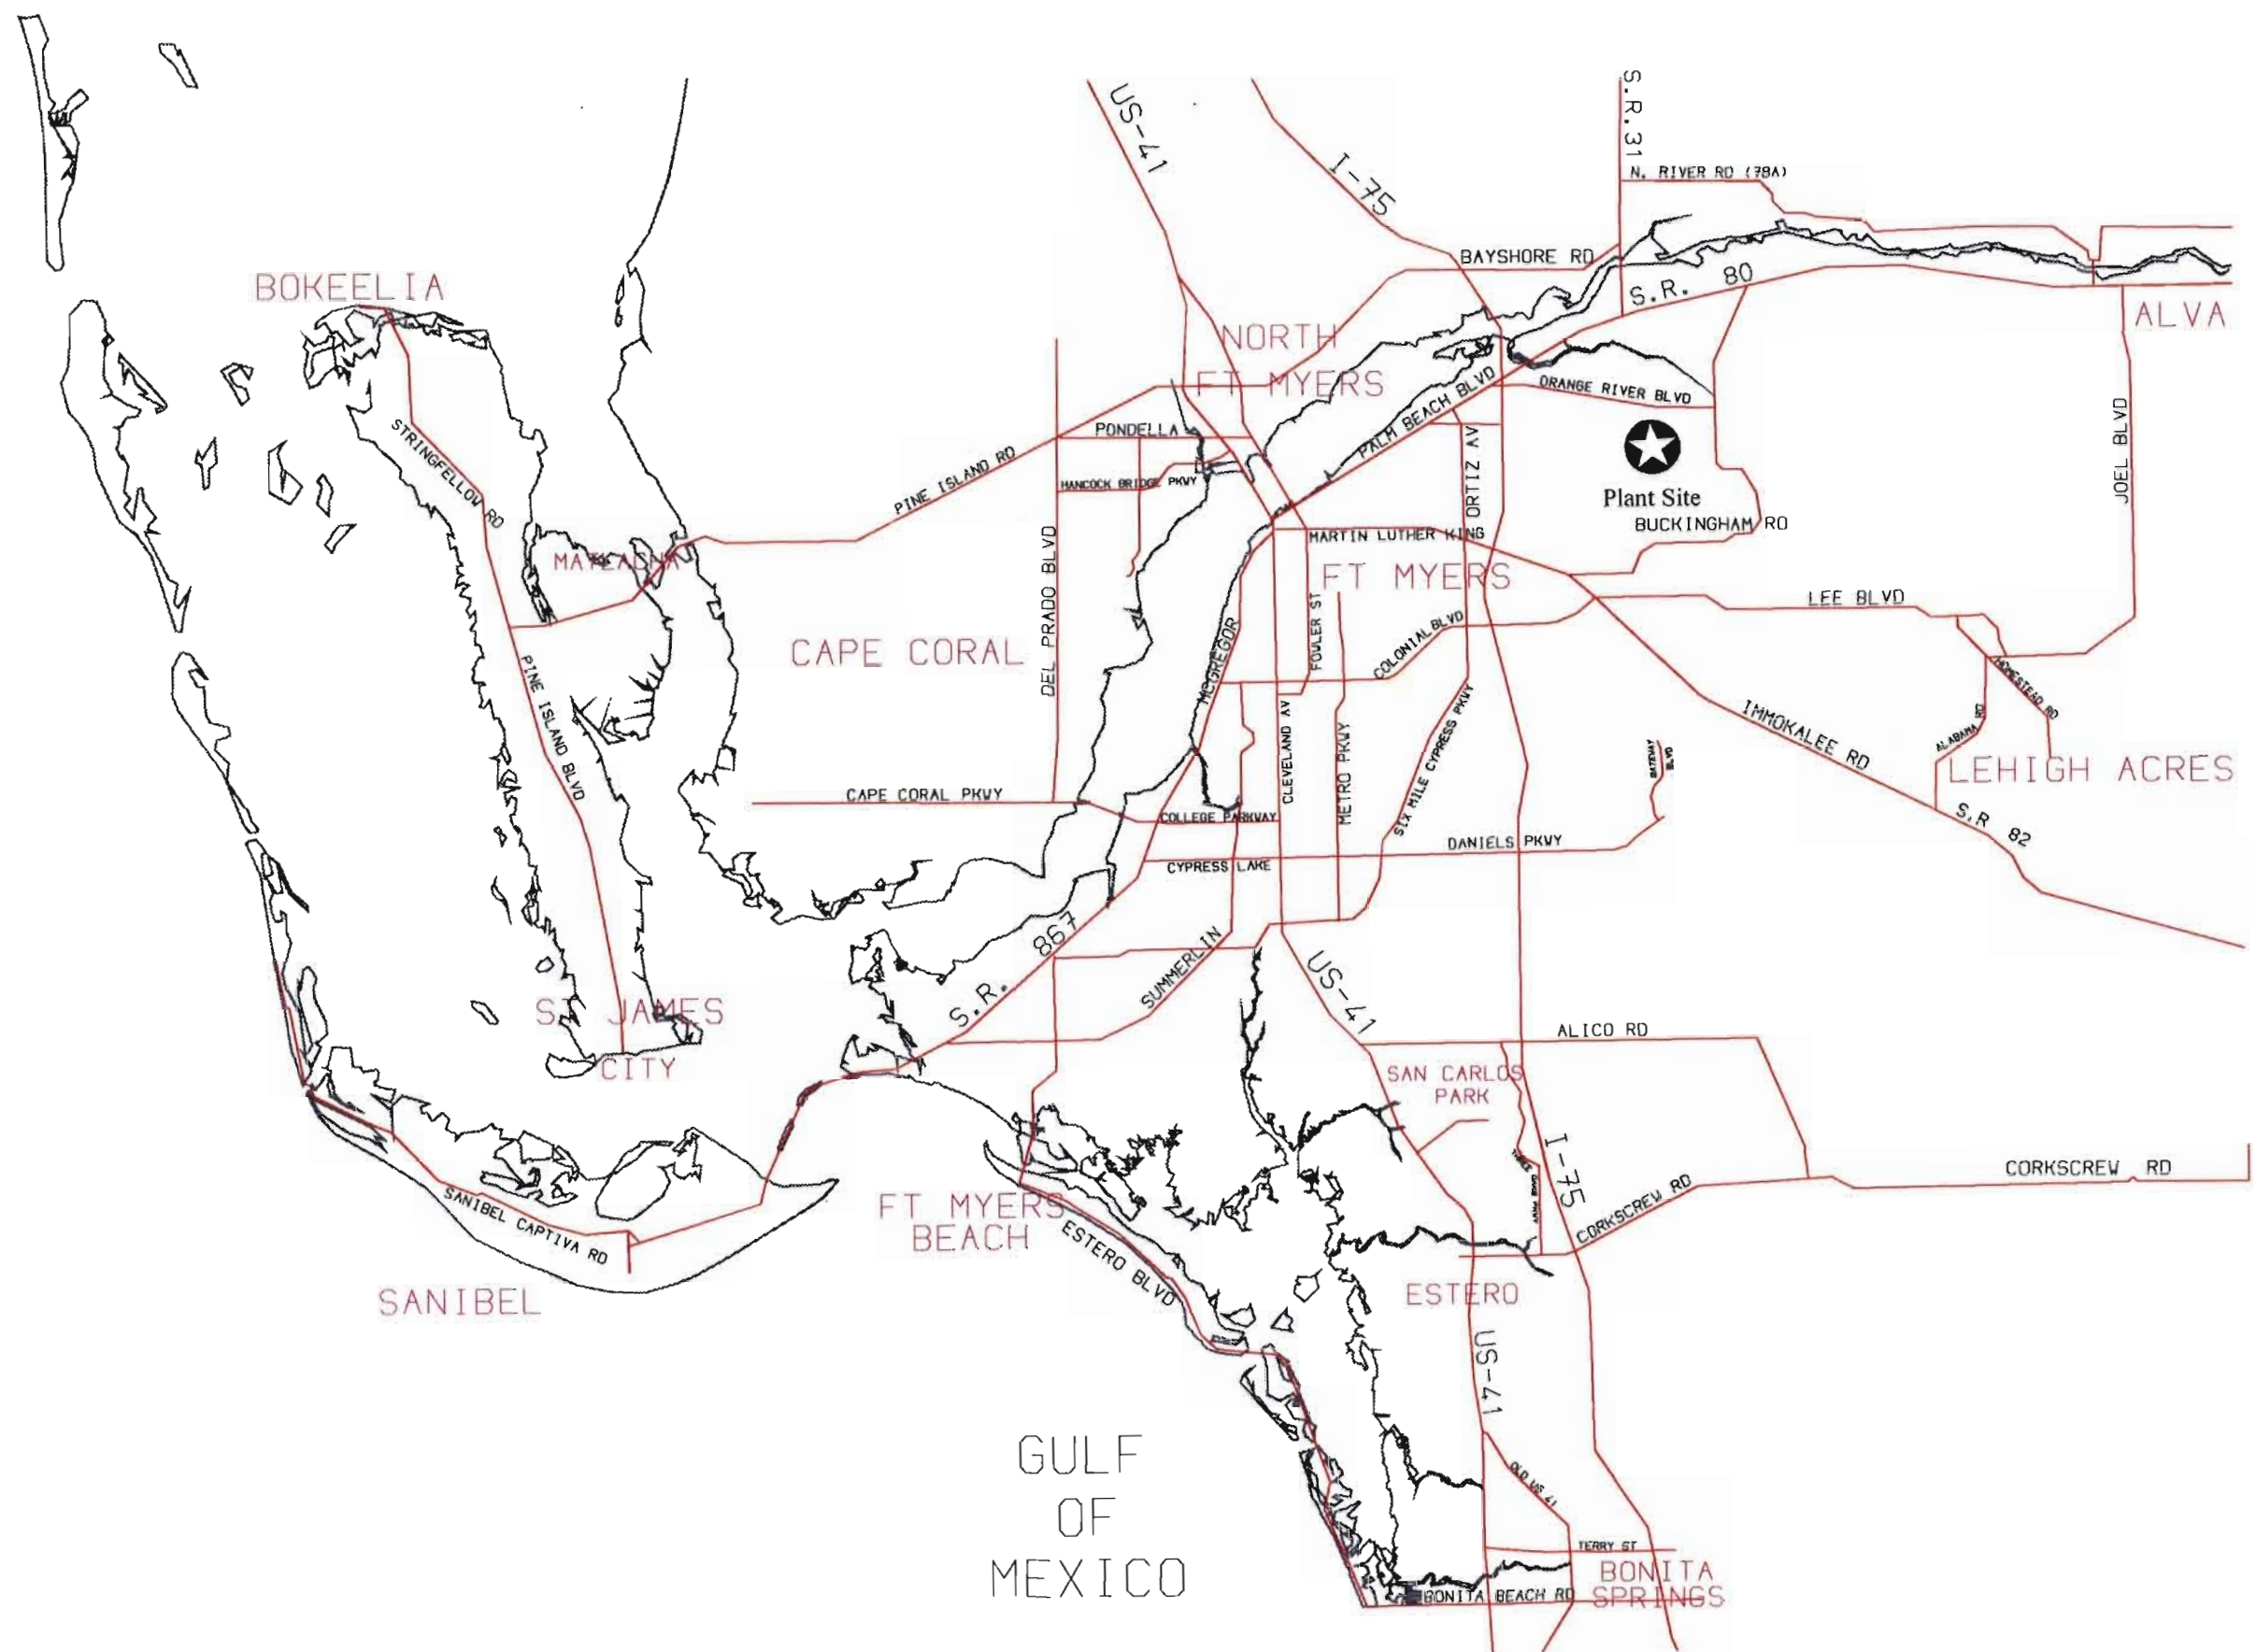 US-41
I-75
S.R.31
N. RIVER RD (78A)
BAYSHORE RD
BOKEELIA
S.R. 80
ALVA
NORTH
FT MYERS
PALM BEACH BLVD
ORANGE RIVER BLVD
STRINGFELLOW RD
PONDELLA
PINE ISLAND RD
HANCOCK BRIDGE PKWY
ORTIZ AV
JOEL BLVD
Plant Site
BUCKINGHAM RD
MARTIN LUTHER KING
MATLACHA
FT MYERS
DEL PRADO BLVD
LEE BLVD
FOWLER ST
COLONIAL BLVD
CAPE CORAL
MCGREGOR
PINE ISLAND BLVD
HOMESTEAD RD
ALABAMA RD
IMMOKALEE RD
CLEVELAND AV
METRO PKWY
SIX MILE CYPRESS PKWY
GATEWAY
BLVD
LEHIGH ACRES
CAPE CORAL PKWY
COLLEGE PARKWAY
S.R 82
DANIELS PKWY
CYPRESS LAKE
S.R. 867
SUMMERLIN
US-41
ST JAMES
CITY
ALICO RD
SAN CARLOS
PARK
I-75
THREE OAKS PKWY
CORKSCREW RD
CORKSCREW RD
SANIBEL CAPTIVA RD
FT MYERS
BEACH
ESTERO BLVD
SANIBEL
ESTERO
US-41
GULF
OF
MEXICO
OLD US 41
TERRY ST
BONITA
SPRINGS
BONITA BEACH RD